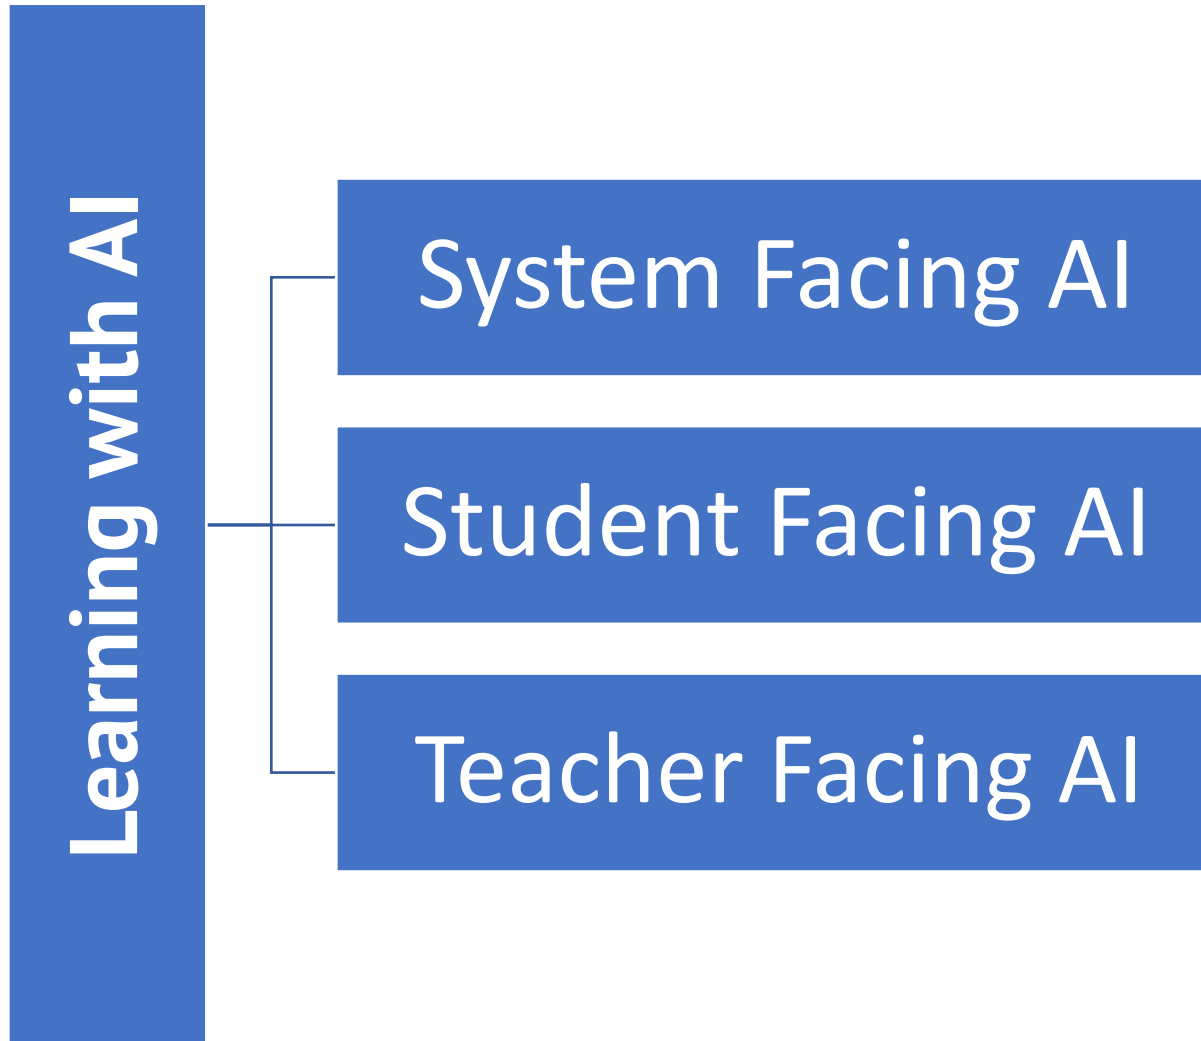 Learning with AI
System Facing AI
Student Facing AI
Teacher Facing AI